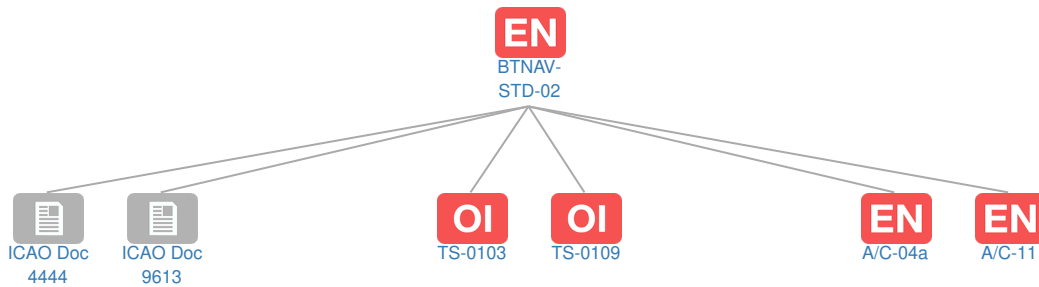 EN
BTNAV-
STD-02
OI
OI
EN
EN
ICAO Doc
4444
ICAO Doc
9613
TS-0103
TS-0109
A/C-04a
A/C-11